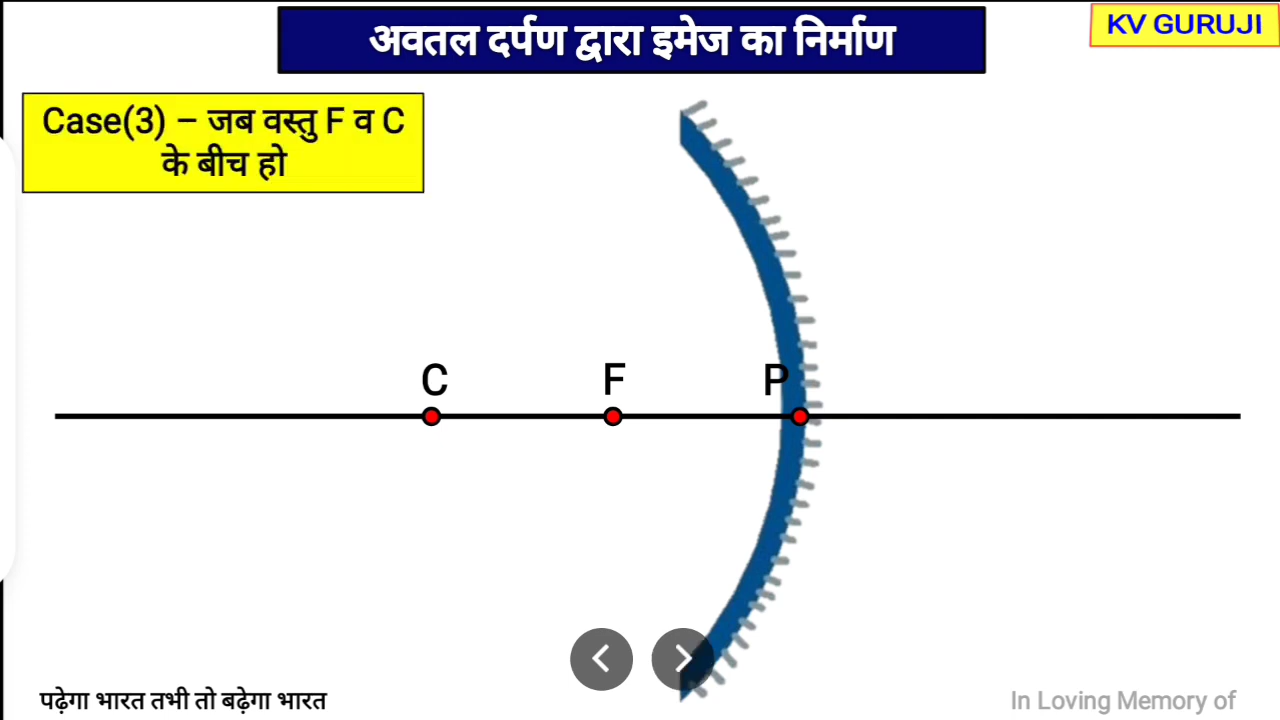 अवतल दर्पण द्वारा इमेज का निर्माण
KV GURUJI
Case(3) – जब वस्तु F व C
के बीच हो
C F P
पढ़ेगा भारत तभी तो बढ़ेगा भारत
In Loving Memory of